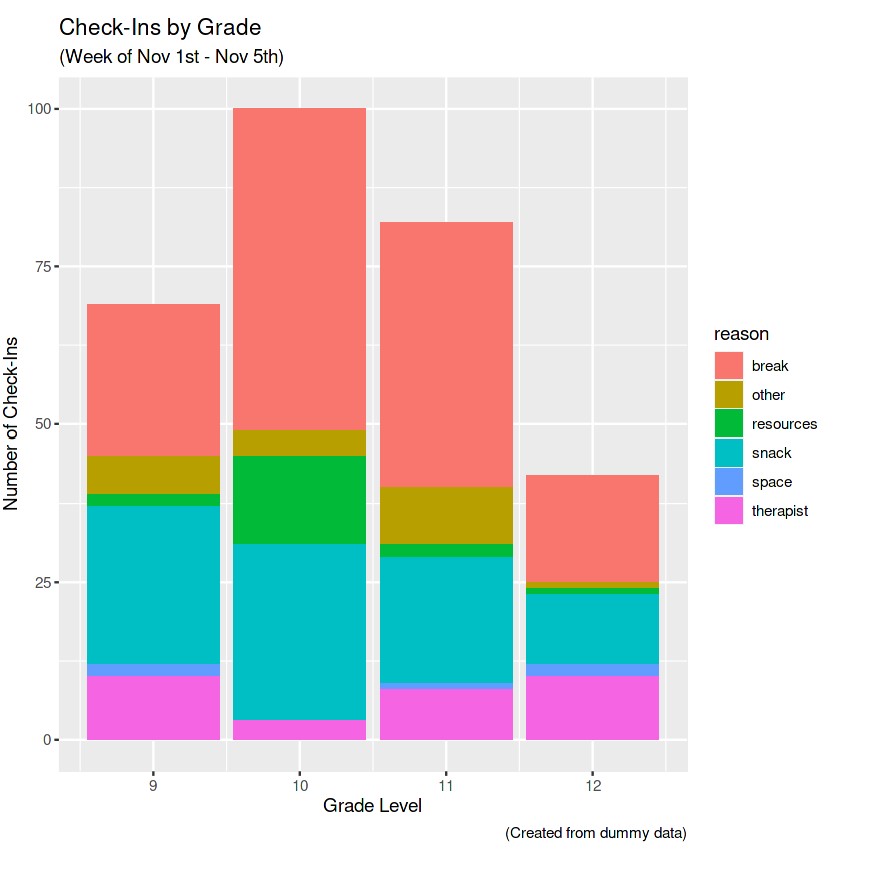 Check-Ins by Grade
(Week of Nov 1st - Nov 5th)
Number of Check-Ins
100
75
50
25
0
9
10
11
12
Grade Level
(Created from dummy data)
reason
break
other
resources
snack
space
therapist